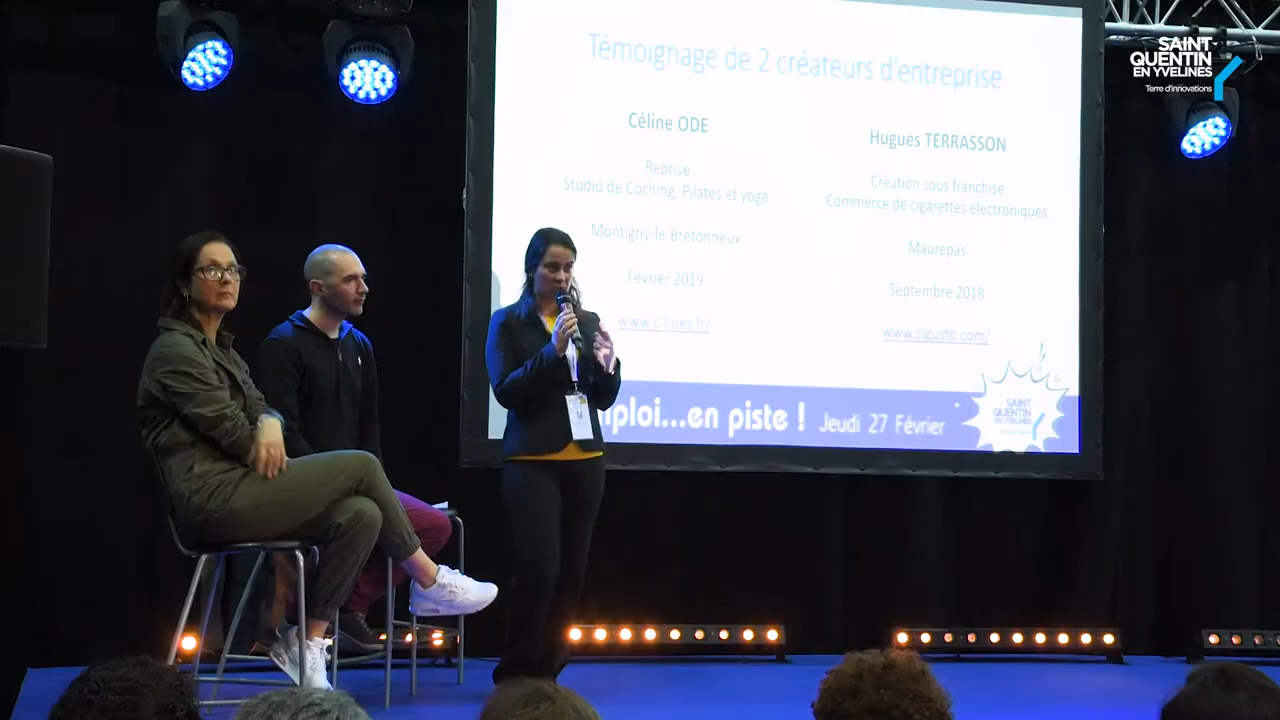 SAINT
QUENTIN
EN YVELINES
Terre d'innovations
Témoignage de 2 créateurs d'entreprise
Céline ODE
Reprise
Studio de Coching, Pilates et yoga
Montigny-le-Bretonneux
Février 2019
www.c-lines.fr/
Hugues TERRASSON
Création sous franchise
Commerce de cigarettes électroniques
Maurepas
Septembre 2018
www.cigusto.com/
mploi...en piste ! Jeudi 27 Février
SAINT
QUENTIN
EN YVELINES